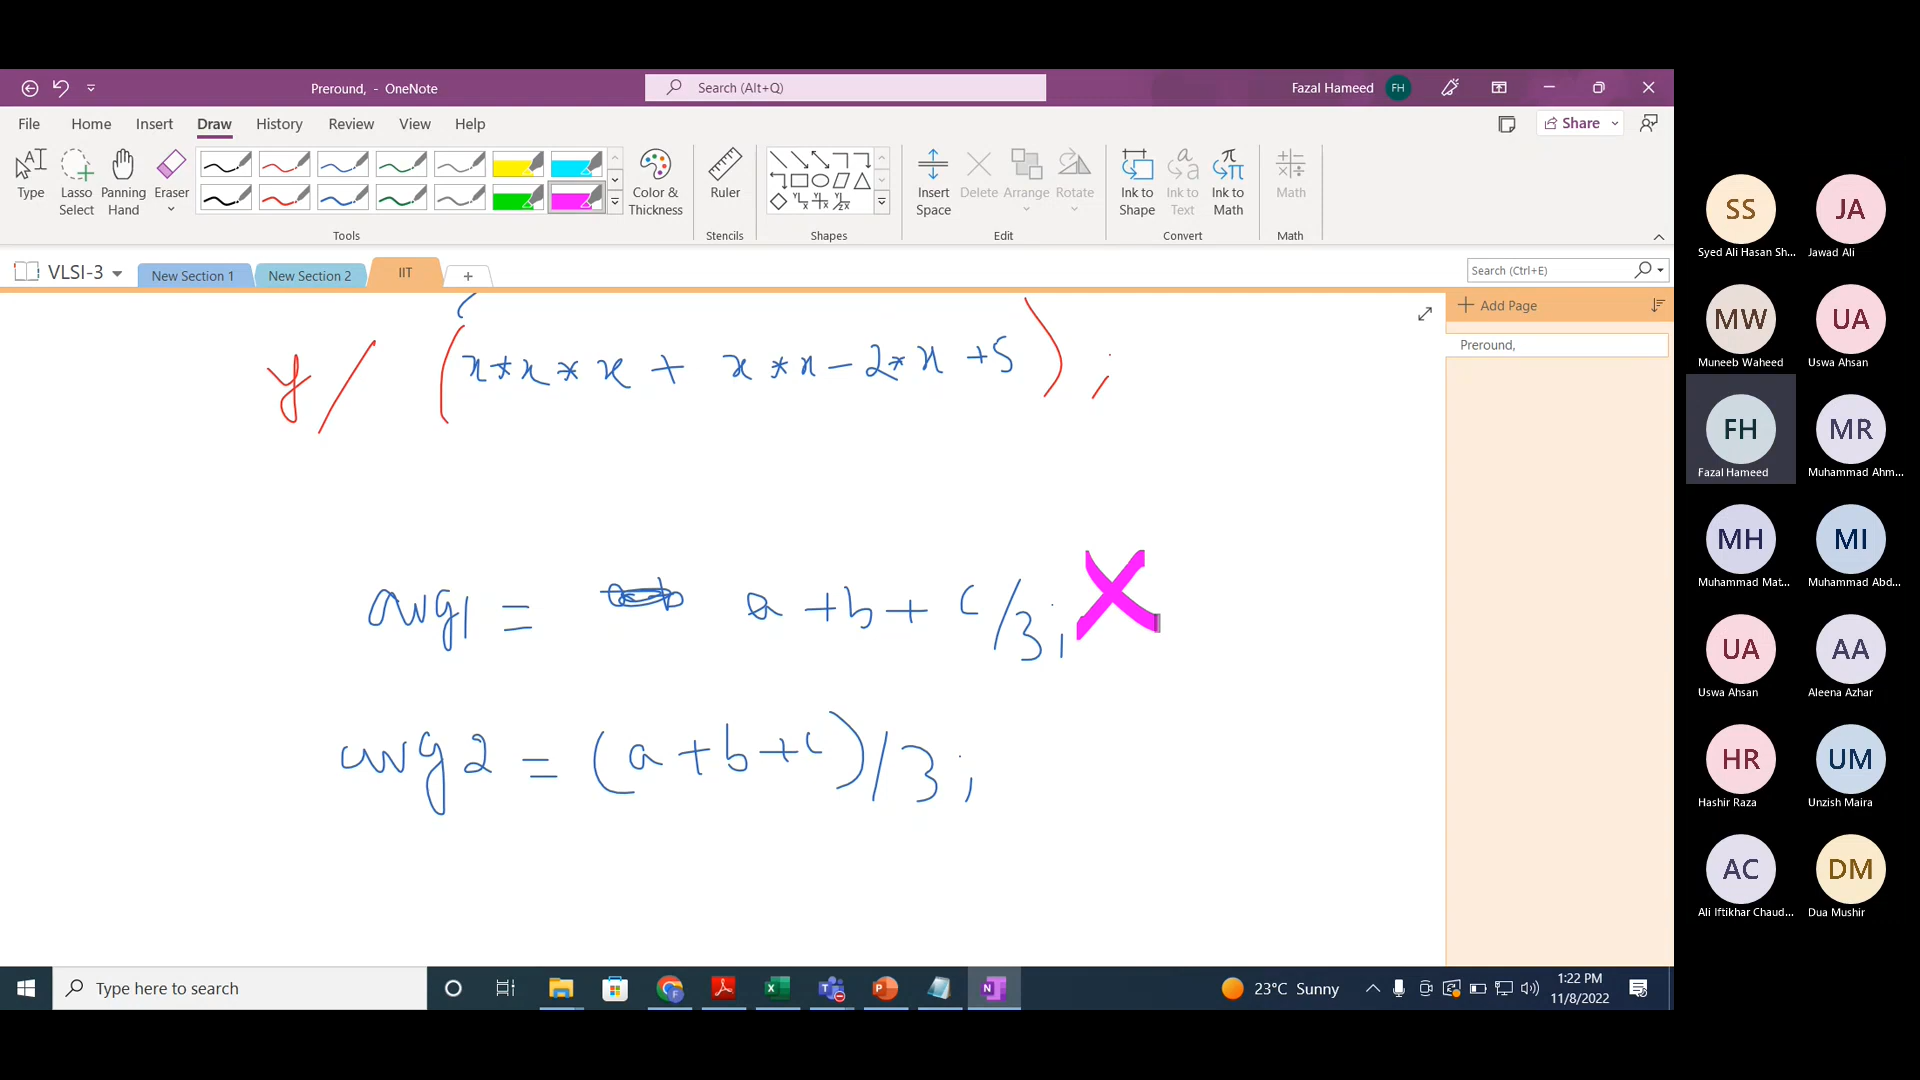 Preround, - OneNote
Search (Alt+Q)
Fazal Hameed FH
File Home Insert Draw History Review View Help Share
Type
Lasso Select
Panning Hand
Eraser
Color & Thickness
Ruler
Insert Space
Delete
Arrange
Rotate
Ink to Shape
Ink to Text
Ink to Math
Math
Tools Stencils Shapes Edit Convert Math
VLSI-3 New Section 1 New Section 2 IIT +
Search (Ctrl+E)
Add Page
Preround,
y / (x*x*x + x*x-2*x+5);
avg1 = a+b+c/3;
avg2 = (a+b+c)/3;
SS JA
Syed Ali Hasan Sh... Jawad Ali
MW UA
Muneeb Waheed Uswa Ahsan
FH MR
Fazal Hameed Muhammad Ahm...
MH MI
Muhammad Mat... Muhammad Abd...
UA AA
Uswa Ahsan Aleena Azhar
HR UM
Hashir Raza Unzish Maira
AC DM
Ali Iftikhar Chaud... Dua Mushir
Type here to search
23°C Sunny
1:22 PM
11/8/2022